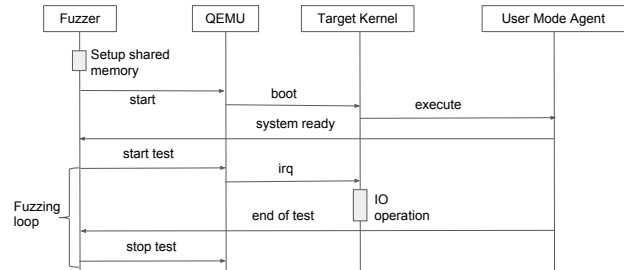 Fuzzer
QEMU
Target Kernel
User Mode Agent
Setup shared
memory
start
boot
execute
system ready
start test
irq
Fuzzing
loop
IO
operation
end of test
stop test